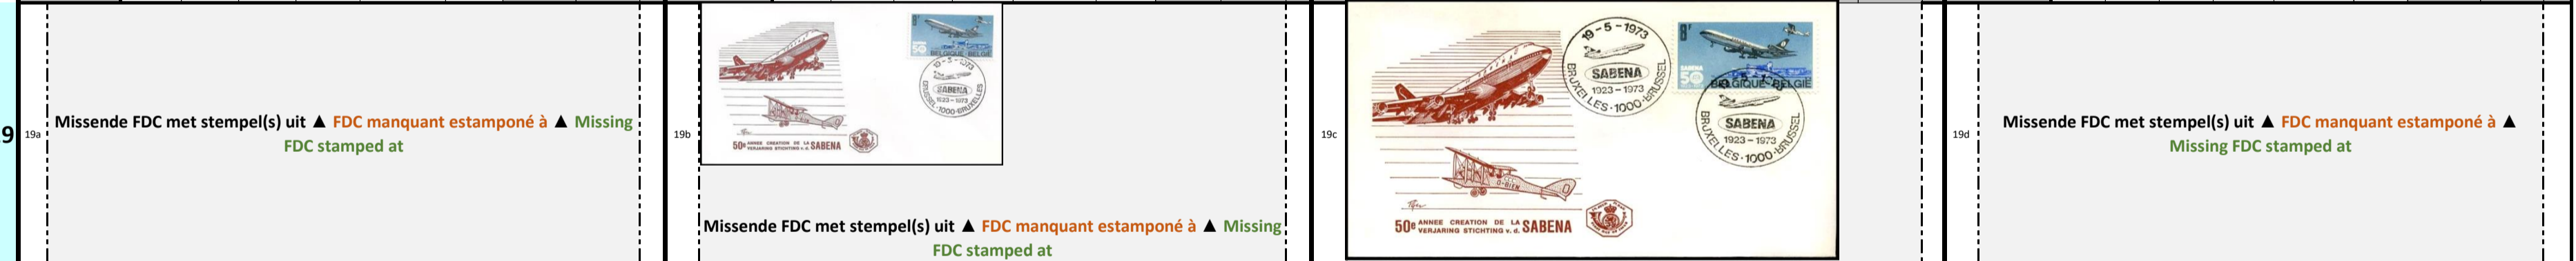 9
19a
Missende FDC met stempel(s) uit ▲ FDC manquant estamponé à ▲ Missing
FDC stamped at
19b
BELGIQUE-BELGIE
19-5-1973
SABENA
1923-1973
BRUSSEL·1000·BRUXELLES
50e ANNEE CREATION DE LA
VERJARING STICHTING v. d. SABENA
Missende FDC met stempel(s) uit ▲ FDC manquant estamponé à ▲ Missing
FDC stamped at
19c
19-5-1973
SABENA
1923-1973
BRUXELLES·1000·BRUSSEL
8F
SABENA
50
BELGIQUE-BELGIË
SABENA
1923-1973
BRUXELLES·1000·BRUSSEL
OO-BIEN
50e ANNEE CREATION DE LA
VERJARING STICHTING v. d. SABENA
19d
Missende FDC met stempel(s) uit ▲ FDC manquant estamponé à ▲
Missing FDC stamped at